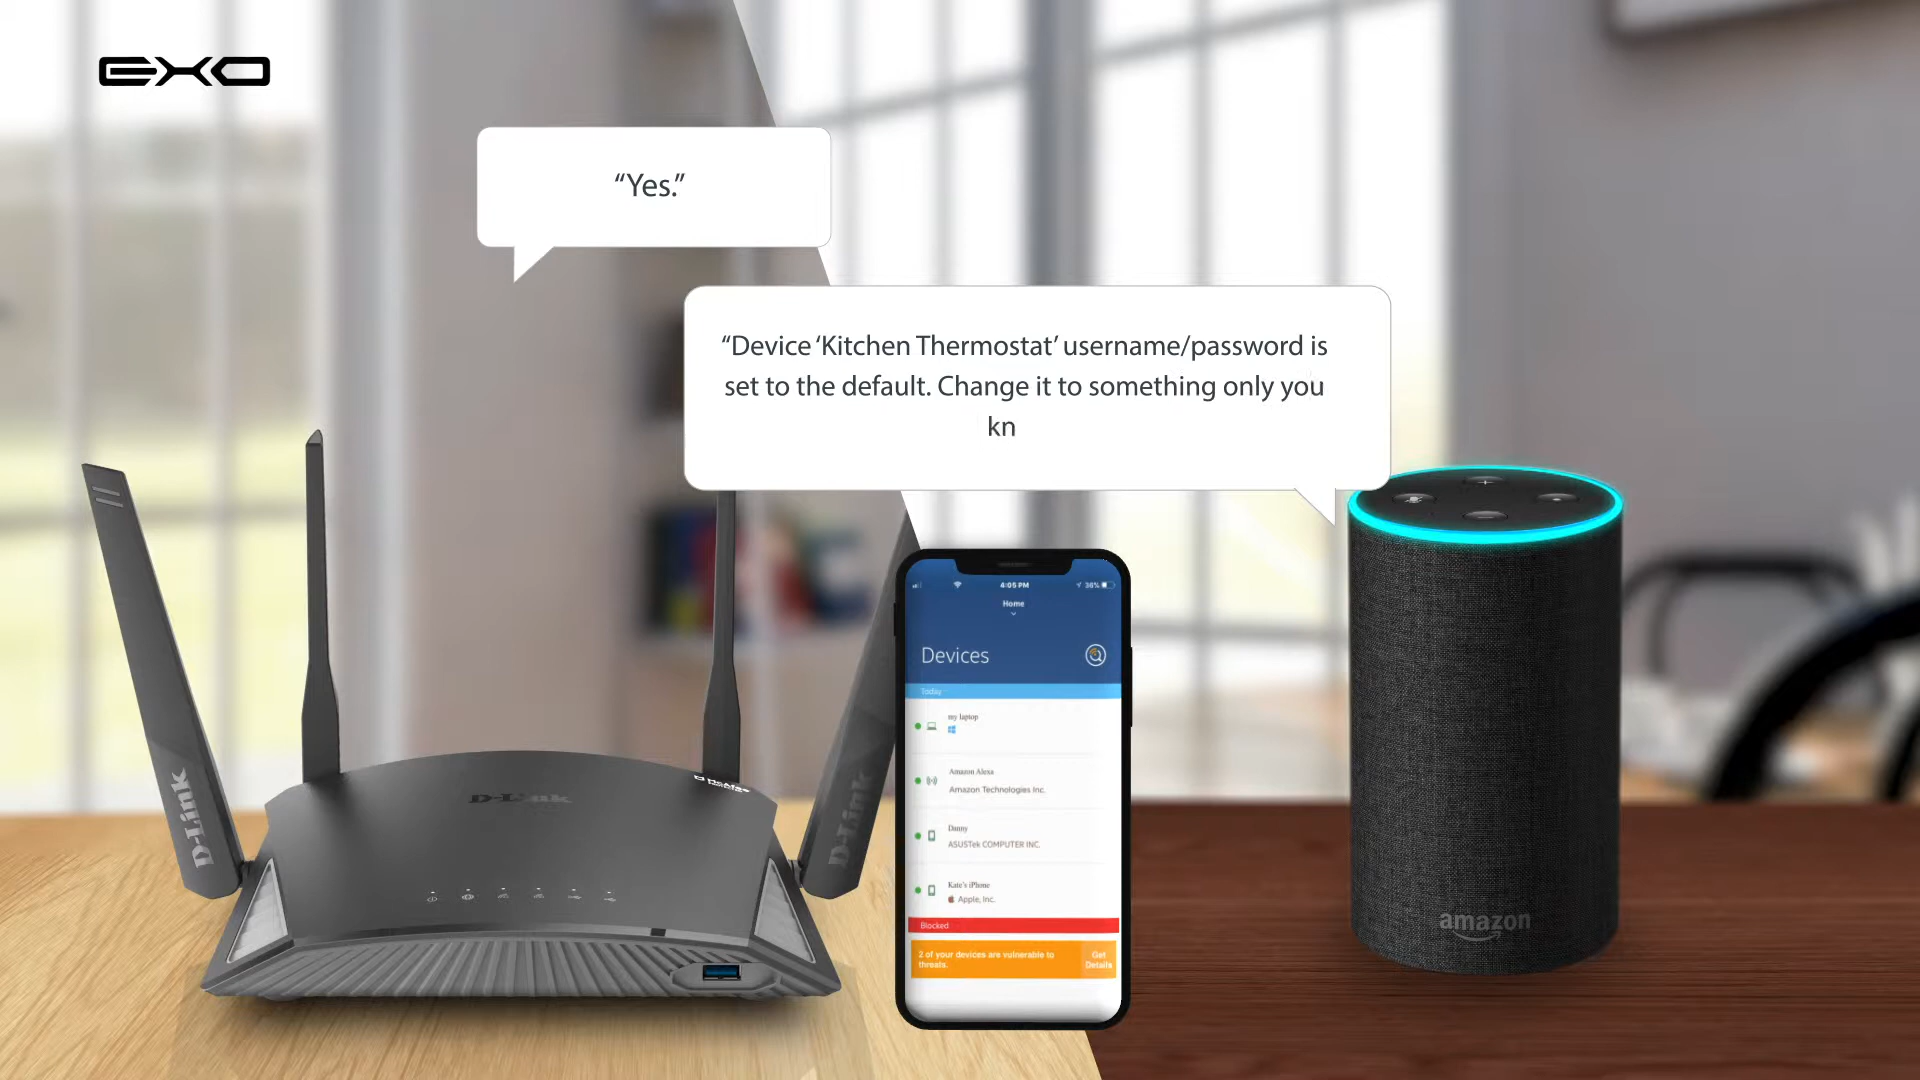 EXO
“Yes.”
“Device ‘Kitchen Thermostat’ username/password is
set to the default. Change it to something only you
kn
4:05 PM
36%
Home
Devices
Today
my laptop
Amazon Alexa
Amazon Technologies Inc.
Danny
ASUSTek COMPUTER INC.
Kate's iPhone
Apple, Inc.
Blocked
2 of your devices are vulnerable to
threats.
Get
Details
D-Link
D-Link
D-Link
McAfee
amazon